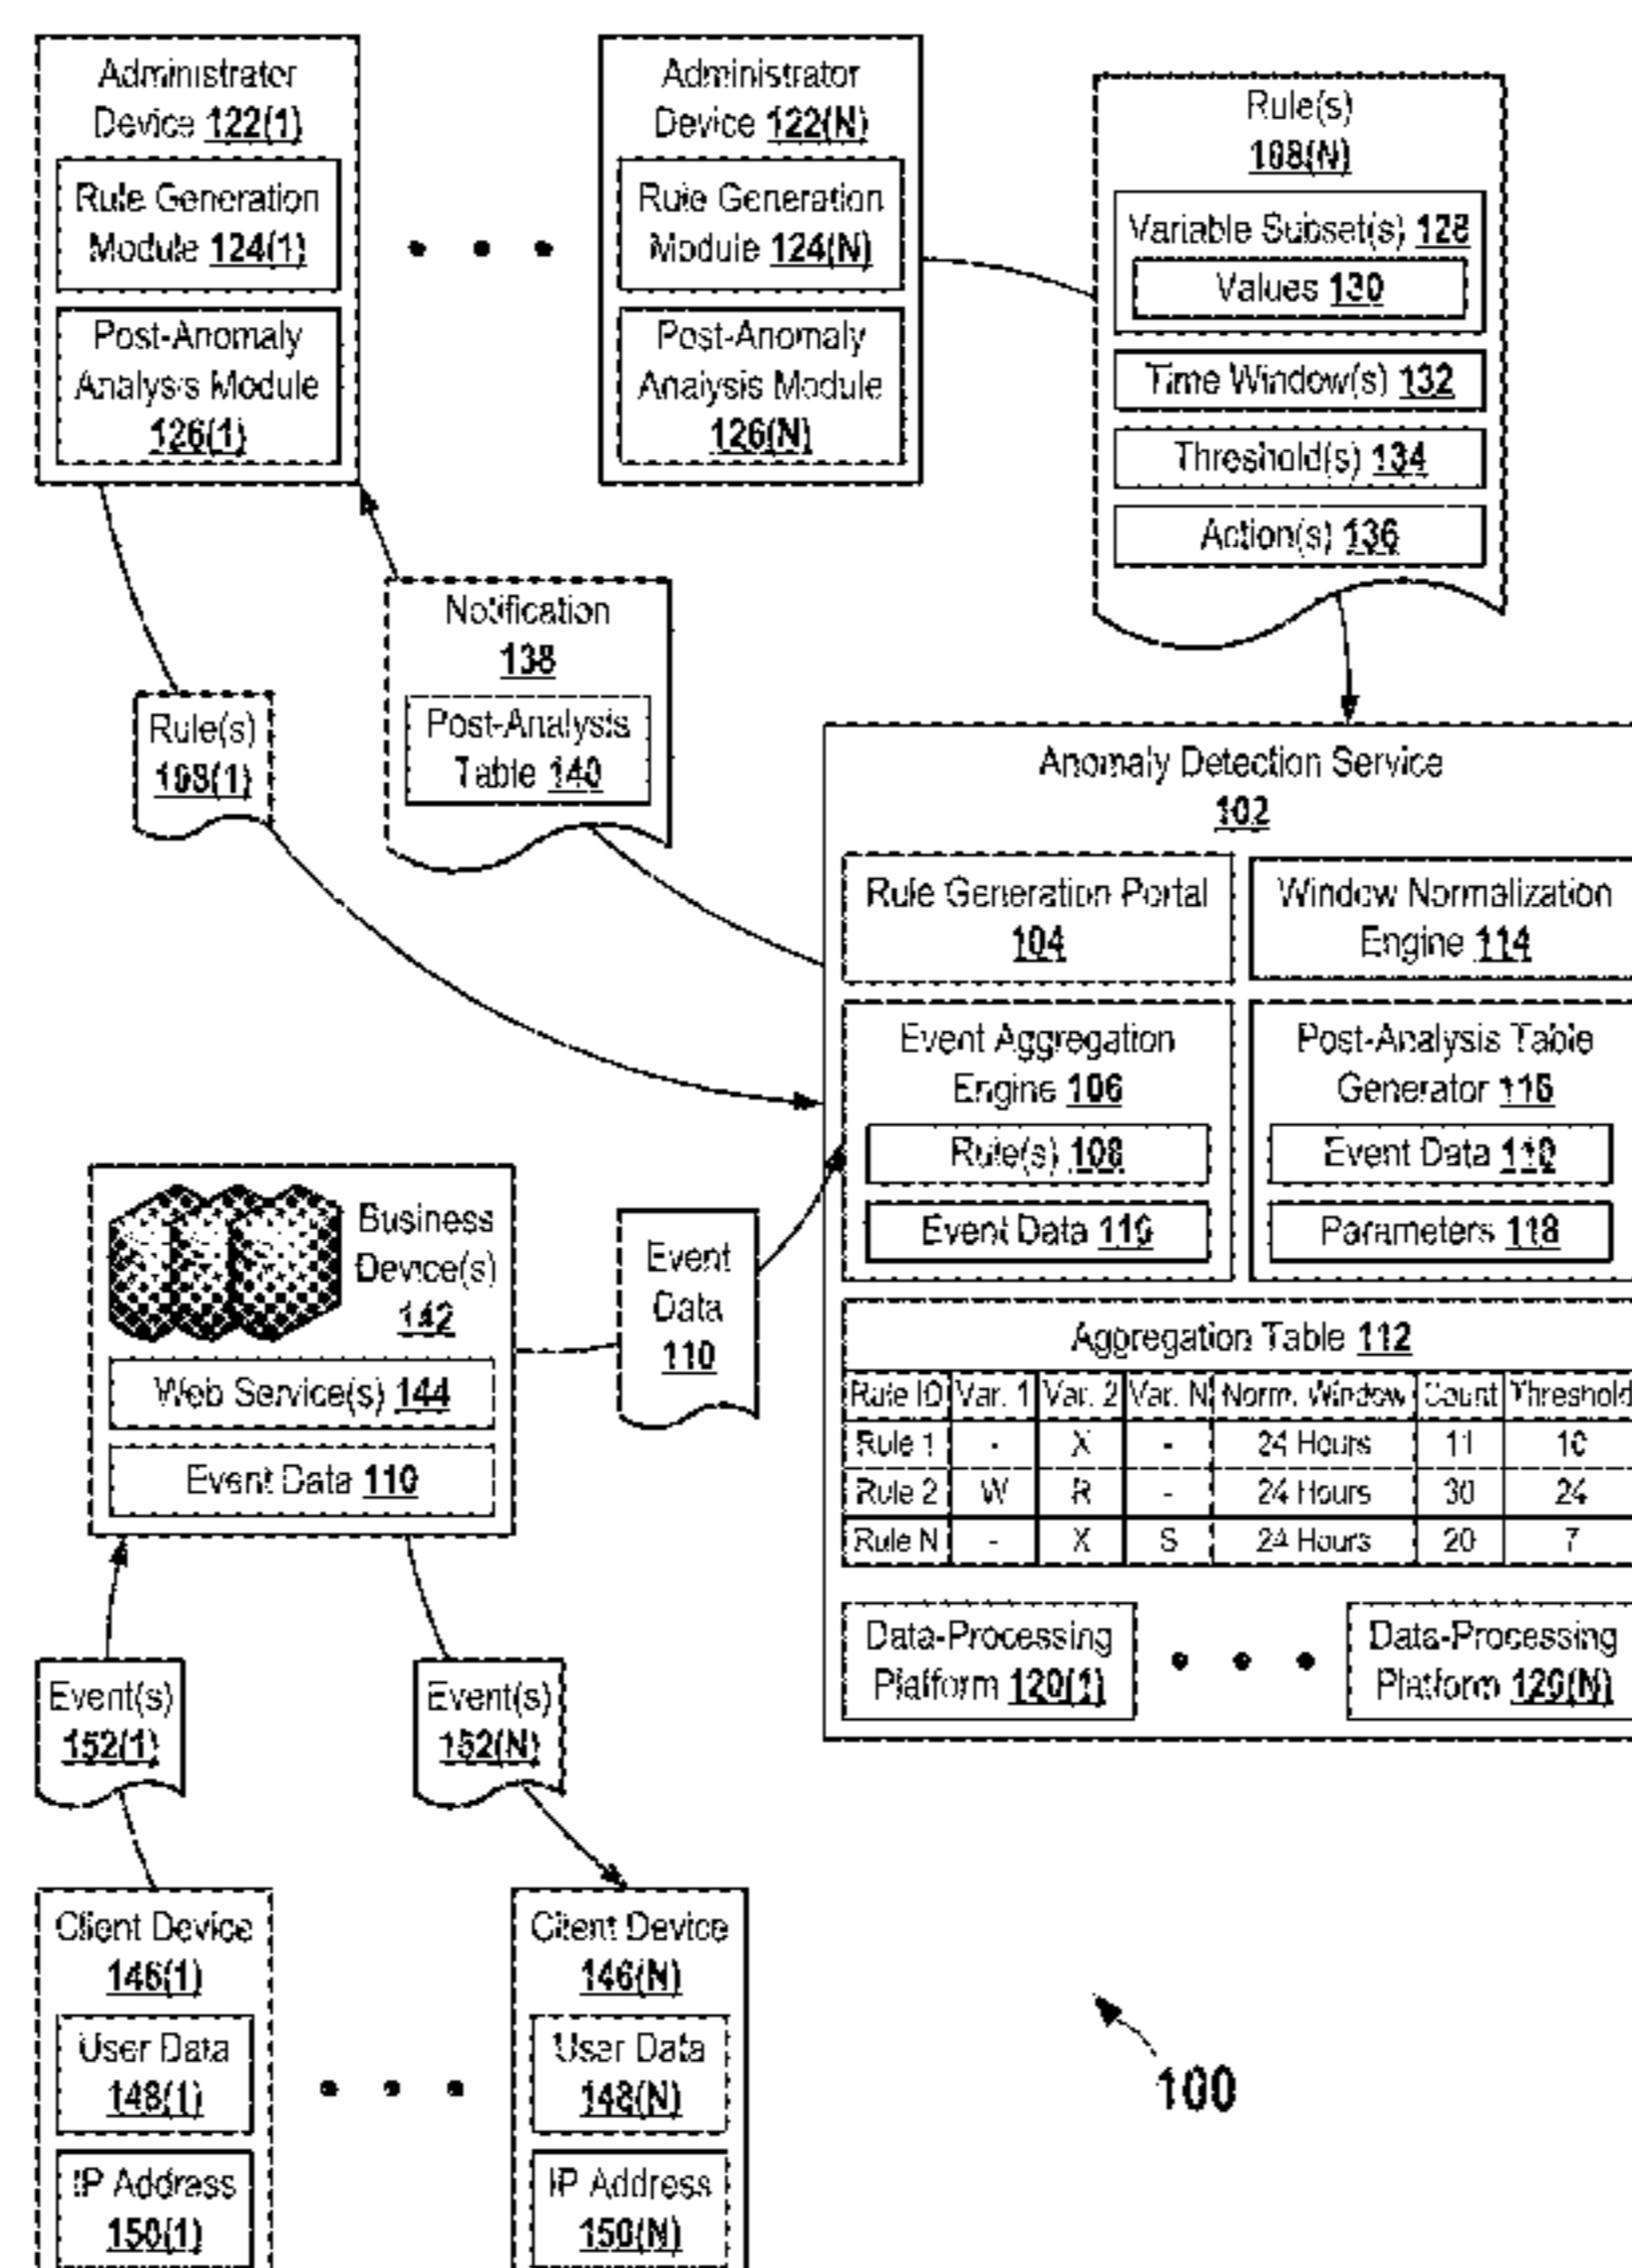 Administrator
Device 122(1)
Rule Generation
Module 124(1)
Post-Anomaly
Analysis Module
126(1)
Administrator
Device 122(N)
Rule Generation
Module 124(N)
Post-Anomaly
Analysis Module
126(N)
Rule(s)
108(N)
Variable Subset(s) 128
Values 130
Time Window(s) 132
Threshold(s) 134
Action(s) 136
Notification
138
Post-Analysis
Table 140
Rule(s)
108(1)
Anomaly Detection Service
102
Rule Generation Portal
104
Window Normalization
Engine 114
Event Aggregation
Engine 106
Rule(s) 108
Event Data 110
Post-Analysis Table
Generator 116
Event Data 110
Parameters 118
Aggregation Table 112
Rule ID Var. 1 Var. 2 Var. N Norm. Window Count Threshold
Rule 1 - X - 24 Hours 11 10
Rule 2 W R - 24 Hours 30 24
Rule N - X S 24 Hours 20 7
Data-Processing
Platform 120(1)
Data-Processing
Platform 120(N)
Business
Device(s)
142
Web Service(s) 144
Event Data 110
Event
Data
110
Event(s)
152(1)
Event(s)
152(N)
Client Device
146(1)
User Data
148(1)
IP Address
150(1)
Client Device
146(N)
User Data
148(N)
IP Address
150(N)
100